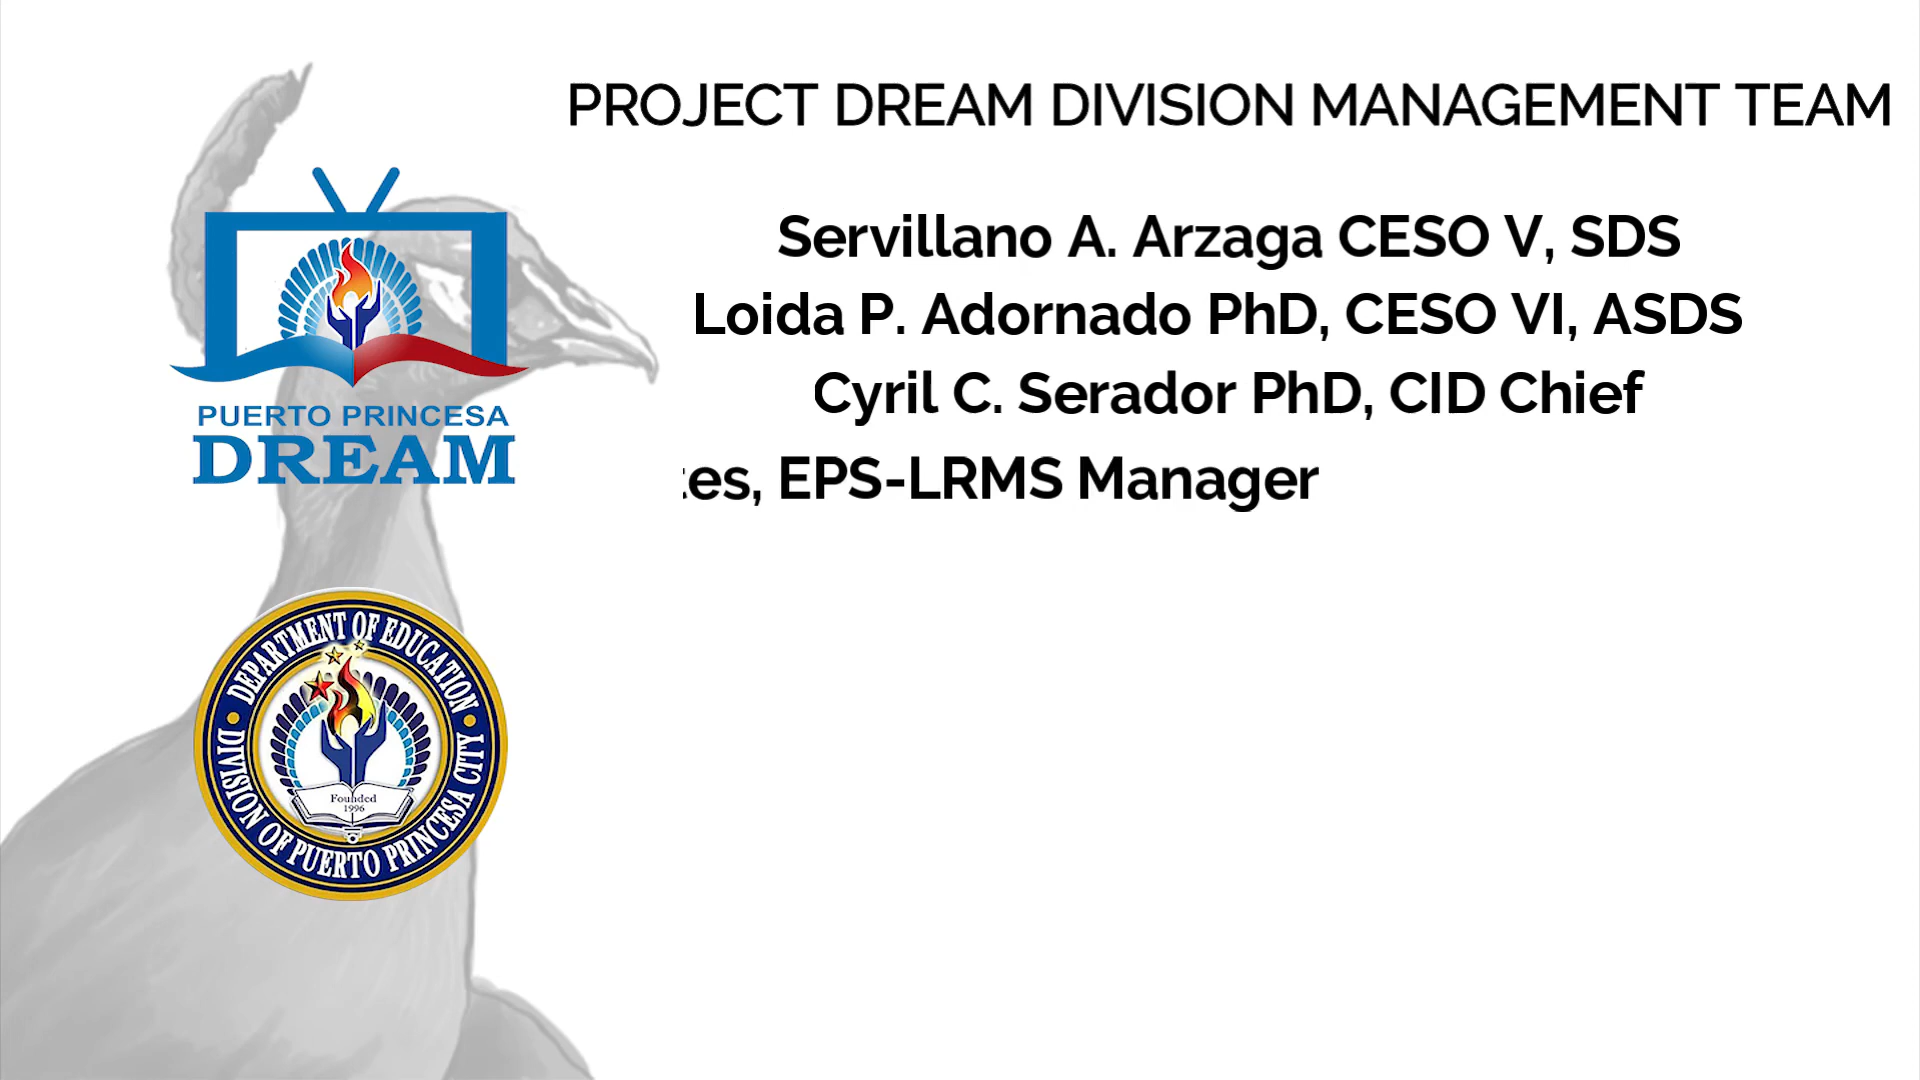 PROJECT DREAM DIVISION MANAGEMENT TEAM
Servillano A. Arzaga CESO V, SDS
Loida P. Adornado PhD, CESO VI, ASDS
Cyril C. Serador PhD, CID Chief
EPS-LRMS Manager
PUERTO PRINCESA
DREAM
DEPARTMENT OF EDUCATION
DIVISION OF PUERTO PRINCESA CITY
Founded
1996